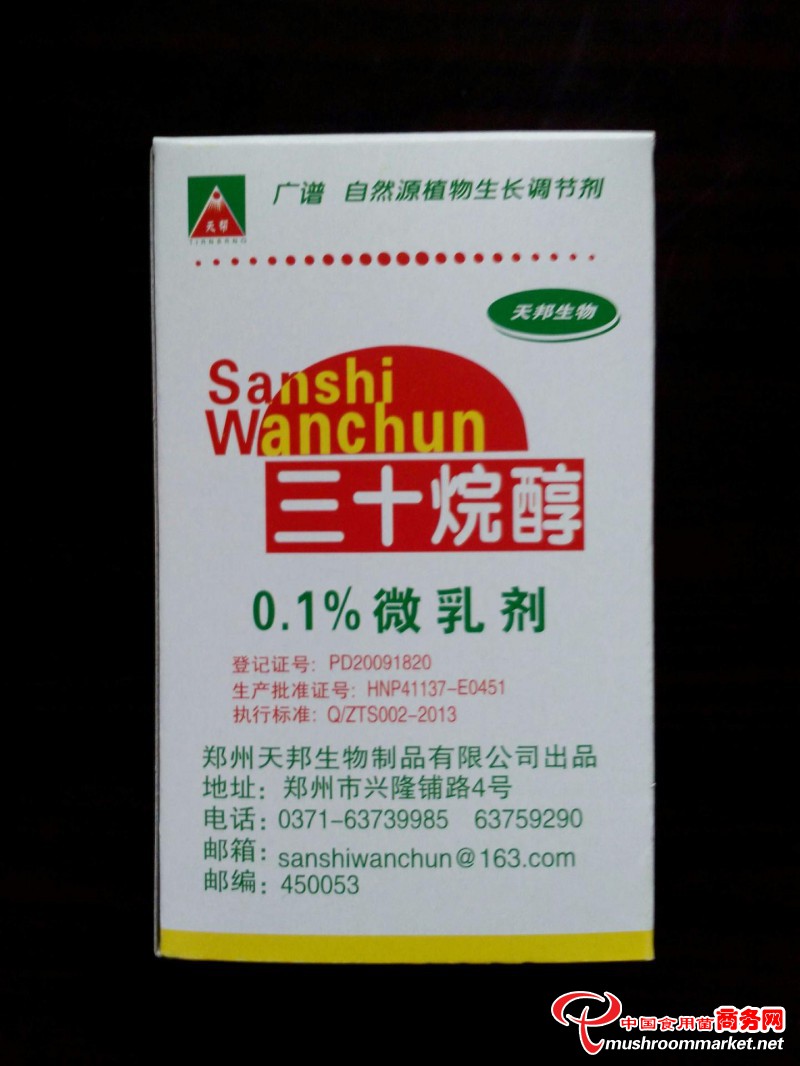 天邦
TIANBANG
广谱 自然源植物生长调节剂
天邦生物
Sanshi
Wanchun
三十烷醇
0.1%微乳剂
登记证号：PD20091820
生产批准证号：HNP41137-E0451
执行标准：Q/ZTS002-2013
郑州天邦生物制品有限公司出品
地址：郑州市兴隆铺路4号
电话：0371-63739985 63759290
邮箱：sanshiwanchun@163.com
邮编：450053
中国食用菌商务网
mushroommarket.net